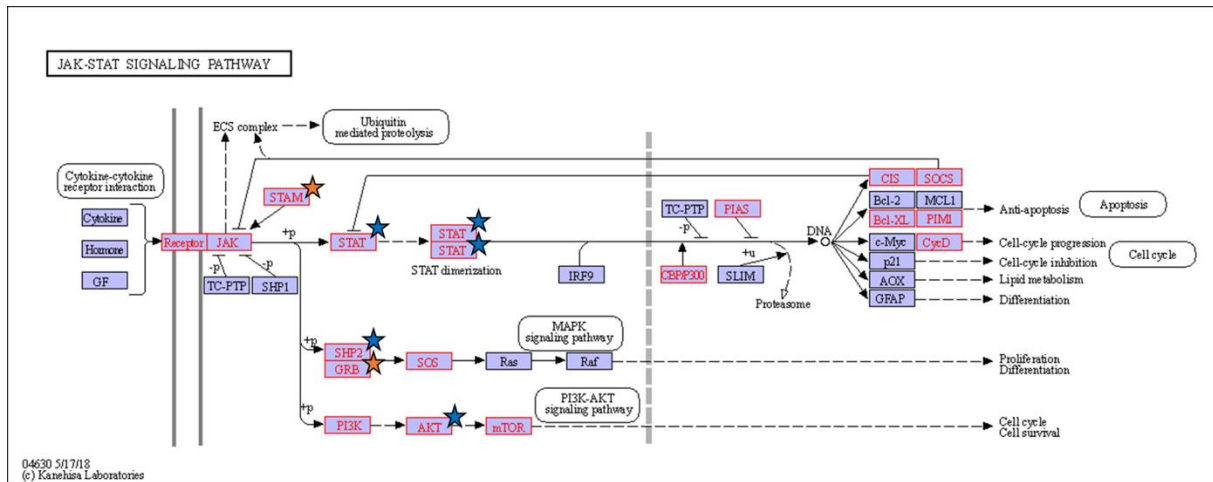 JAK-STAT SIGNALING PATHWAY
ECS complex
Ubiquitin
mediated proteolysis
Cytokine-cytokine
receptor interaction
STAM
CIS
SOCS
Cytokine
Hormone
GF
Receptor
JAK
+p
STAT
STAT
STAT
STAT dimerization
-p
-p
TC-PTP
SHP1
IRF9
TC-PTP
PIAS
-p
+u
CBP/P300
SLIM
Proteasome
DNA
Bcl-2
MCL1
Bcl-XL
PIM1
Anti-apoptosis
Apoptosis
c-Myc
CycD
Cell-cycle progression
Cell cycle
p21
Cell-cycle inhibition
AOX
Lipid metabolism
GFAP
Differentiation
+p
SHP2
GRB
SOS
Ras
Raf
MAPK
signaling pathway
Proliferation
Differentiation
+p
PI3K
AKT
mTOR
PI3K-AKT
signaling pathway
Cell cycle
Cell survival
04630 5/17/18
(c) Kanehisa Laboratories